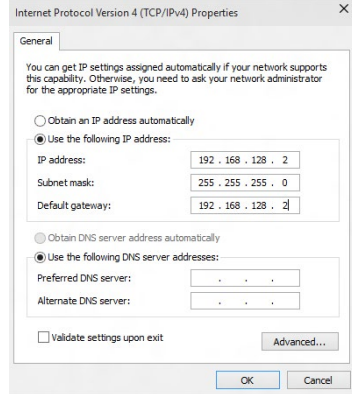 Internet Protocol Version 4 (TCP/IPv4) Properties
General
You can get IP settings assigned automatically if your network supports
this capability. Otherwise, you need to ask your network administrator
for the appropriate IP settings.
Obtain an IP address automatically
Use the following IP address:
IP address: 192 . 168 . 128 . 2
Subnet mask: 255 . 255 . 255 . 0
Default gateway: 192 . 168 . 128 . 2
Obtain DNS server address automatically
Use the following DNS server addresses:
Preferred DNS server: . . .
Alternate DNS server: . . .
Validate settings upon exit
Advanced...
OK Cancel